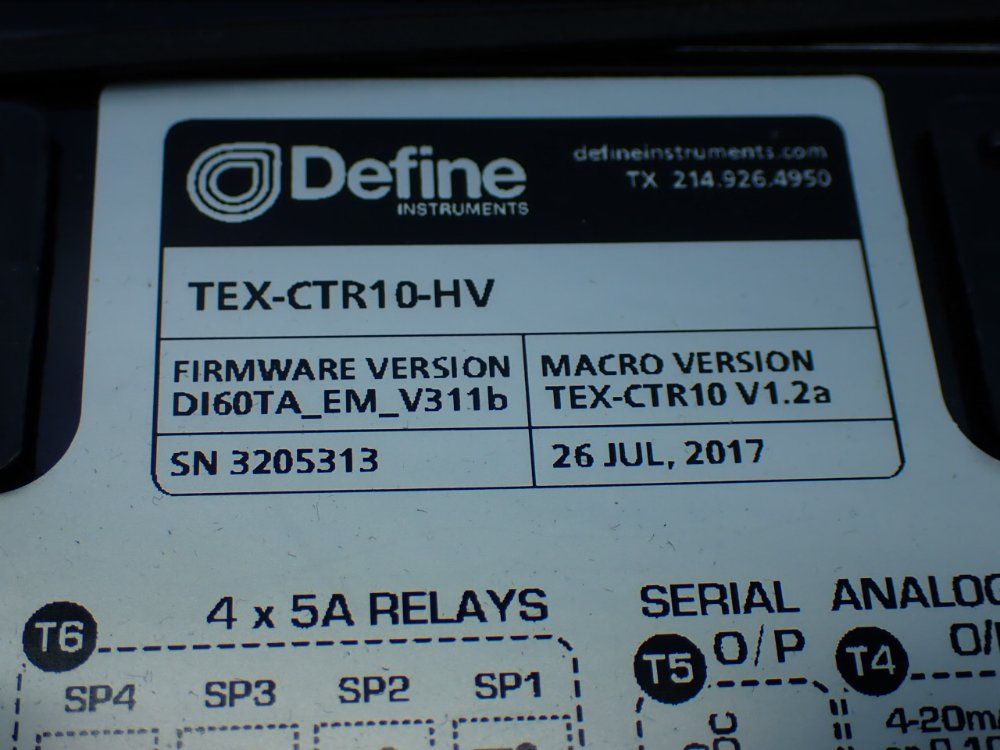 Define
INSTRUMENTS
defineinstruments.com
TX 214.926.4950
TEX-CTR10-HV
FIRMWARE VERSION
DI60TA_EM_V311b
MACRO VERSION
TEX-CTR10 V1.2a
SN 3205313
26 JUL, 2017
T6
4 x 5A RELAYS
SP4 SP3 SP2 SP1
SERIAL
T5 O/P
T4